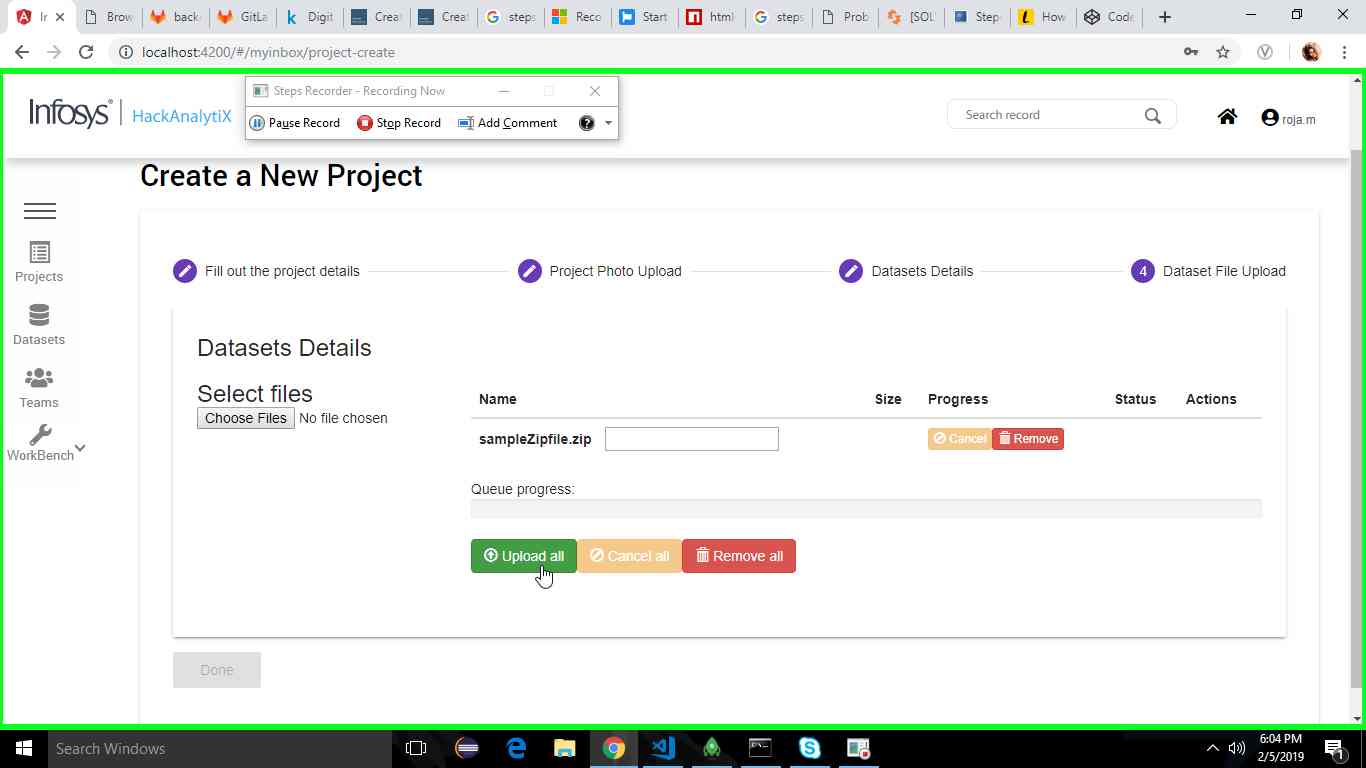 Ir
Brow
back
GitLa
Digit
Creat
Creat
steps
Reco
Start
html
steps
Prob
[SOL
Step
How
Code
localhost:4200/#/myinbox/project-create
Steps Recorder - Recording Now
Pause Record
Stop Record
Add Comment
Infosys® | HackAnalytiX
Search record
roja.m
Create a New Project
Projects
Datasets
Teams
WorkBench
Fill out the project details
Project Photo Upload
Datasets Details
4 Dataset File Upload
Datasets Details
Select files
Choose Files No file chosen
Name Size Progress Status Actions
sampleZipfile.zip Cancel Remove
Queue progress:
Upload all Cancel all Remove all
Done
Search Windows
6:04 PM
2/5/2019
1